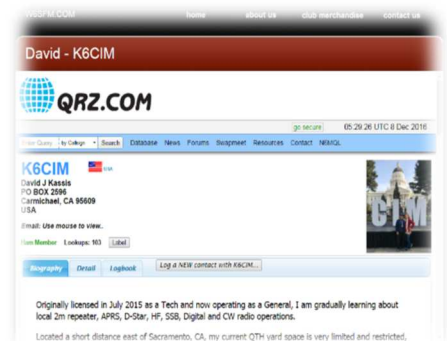 home about us club merchandise contact us
David - K6CIM
QRZ.COM
go secure 05:29:26 UTC 8 Dec 2016
by Callsign Search Database News Forums Swapmeet Resources Contact
K6CIM USA
David J Kassis
PO BOX 2596
Carmichael, CA 95609
USA
Email: Use mouse to view..
Ham Member Lookups: 103 Label
CIM
Biography Detail Logbook Log a NEW contact with K6CIM...
Originally licensed in July 2015 as a Tech and now operating as a General, I am gradually learning about
local 2m repeater, APRS, D-Star, HF, SSB, Digital and CW radio operations.
Located a short distance east of Sacramento, CA, my current QTH yard space is very limited and restricted,